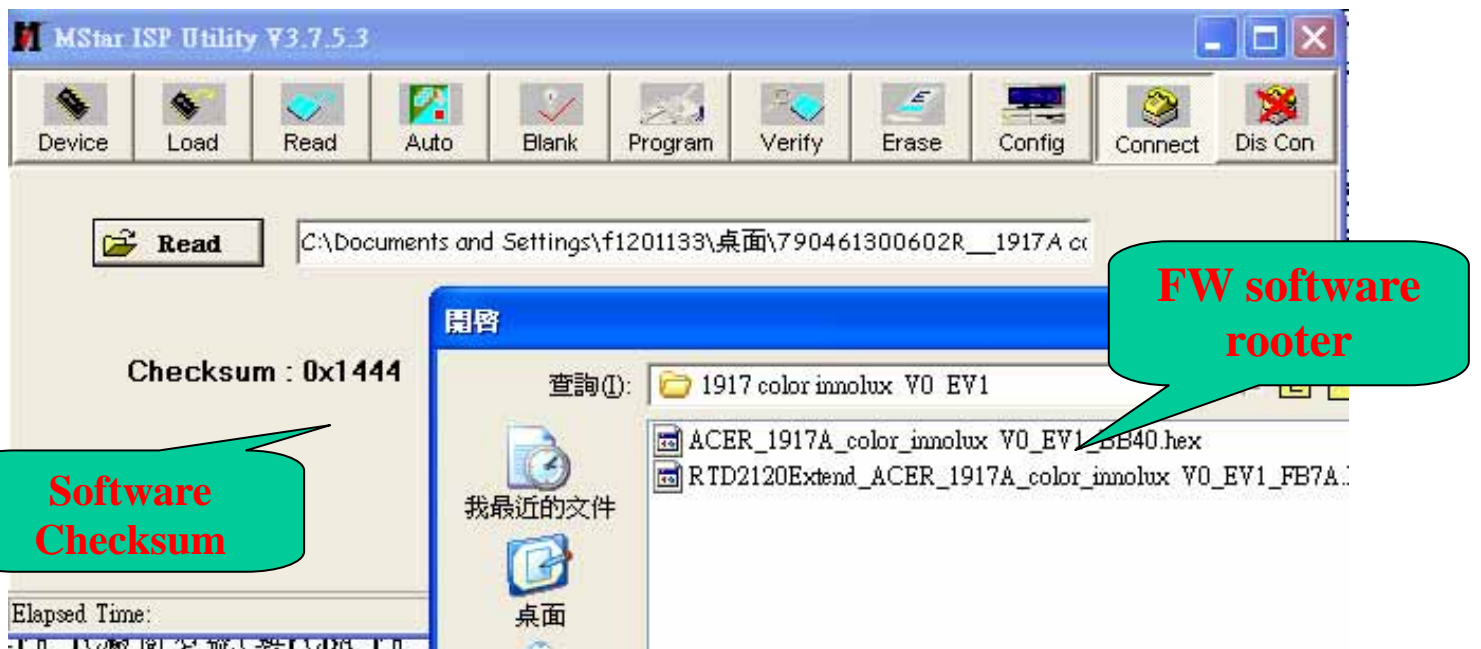 MStar ISP Utility V3.7.5.3
Device Load Read Auto Blank Program Verify Erase Config Connect Dis Con
Read C:\Documents and Settings\f1201133\桌面\790461300602R__1917A
FW software
rooter
開啓
Checksum : 0x1444
查詢(I): 1917 color innolux V0 EV1
ACER_1917A_color_innolux V0_EV1_BB40.hex
RTD2120Extend_ACER_1917A_color_innolux V0_EV1_FB7A.
Software
Checksum
我最近的文件
桌面
Elapsed Time: